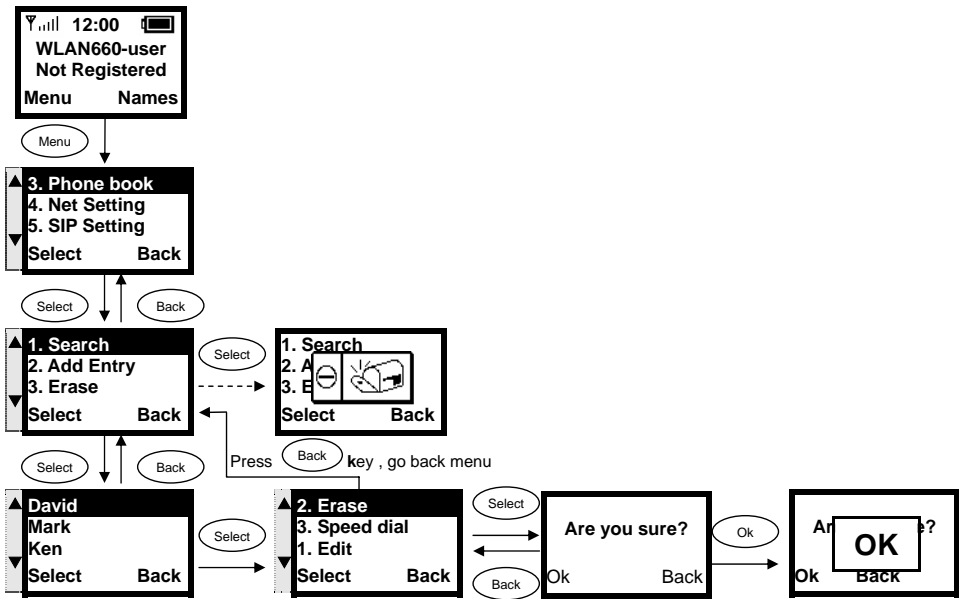 12:00
WLAN660-user
Not Registered
Menu Names
Menu
3. Phone book
4. Net Setting
5. SIP Setting
Select Back
Select Back
1. Search
2. Add Entry
3. Erase
Select Back
Select
1. Search
2. A
3. E
Select Back
Select Back
Press Back key , go back menu
David
Mark
Ken
Select Back
Select
2. Erase
3. Speed dial
1. Edit
Select Back
Select
Back
Are you sure?
Ok Back
Ok
Ar e?
OK
Ok Back